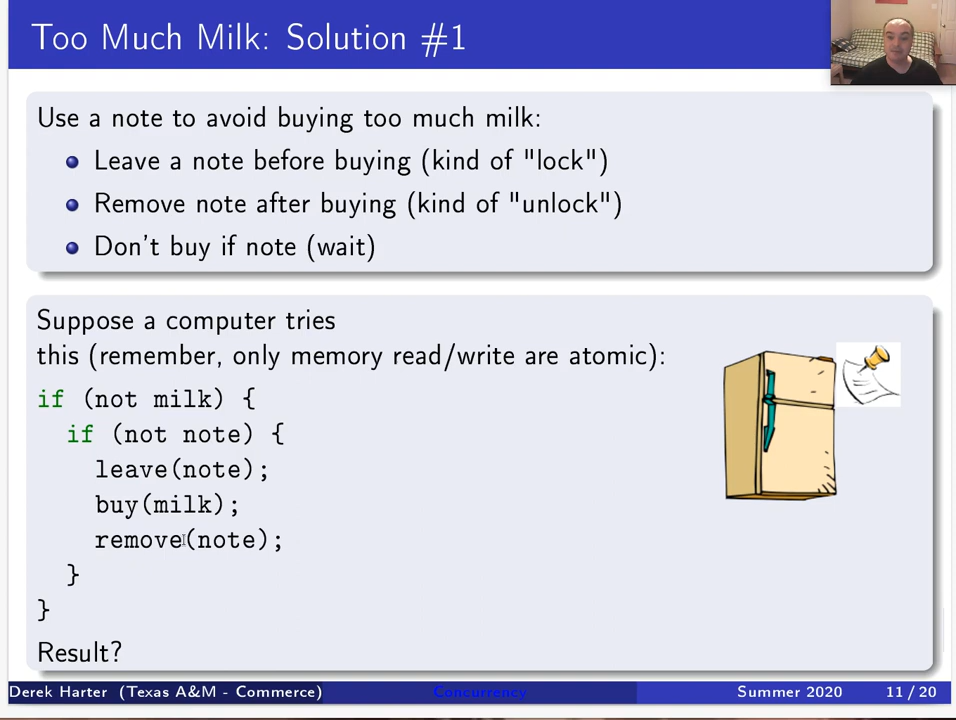 Too Much Milk: Solution #1
Use a note to avoid buying too much milk:
Leave a note before buying (kind of "lock")
Remove note after buying (kind of "unlock")
Don't buy if note (wait)
Suppose a computer tries
this (remember, only memory read/write are atomic):
if (not milk) {
  if (not note) {
    leave(note);
    buy(milk);
    remove(note);
  }
}
Result?
Derek Harter (Texas A&M - Commerce) Concurrency Summer 2020 11 / 20